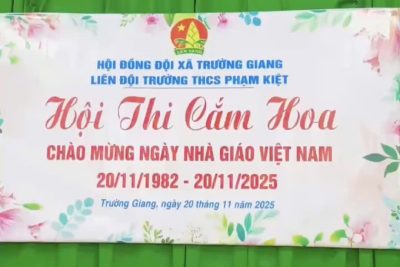 HỘI ĐỒNG ĐỘI XÃ TRƯỜNG GIANG
LIÊN ĐỘI TRƯỜNG THCS PHẠM KIỆT
Hội Thi Cắm Hoa
CHÀO MỪNG NGÀY NHÀ GIÁO VIỆT NAM
20/11/1982 - 20/11/2025
Trường Giang, ngày 20 tháng 11 năm 2025